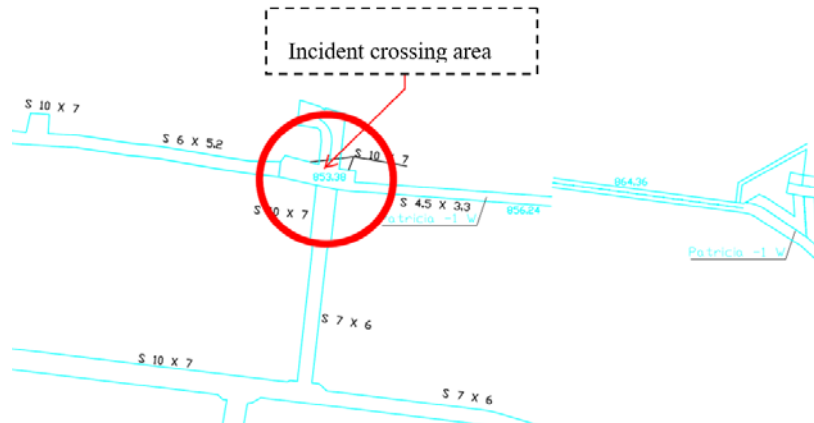 Incident crossing area
S 10 X 7
S 6 X 5.2
S 10 X 7
853.38
864.36
S 10 X 7
S 4.5 X 3.3
856.84
atricia -1 W
Patricia -1 W
S 7 X 6
S 10 X 7
S 7 X 6